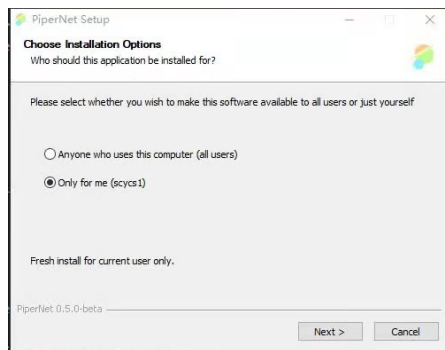 PiperNet Setup
Choose Installation Options
Who should this application be installed for?
Please select whether you wish to make this software available to all users or just yourself
Anyone who uses this computer (all users)
Only for me (scycs1)
Fresh install for current user only.
PiperNet 0.5.0-beta
Next >
Cancel